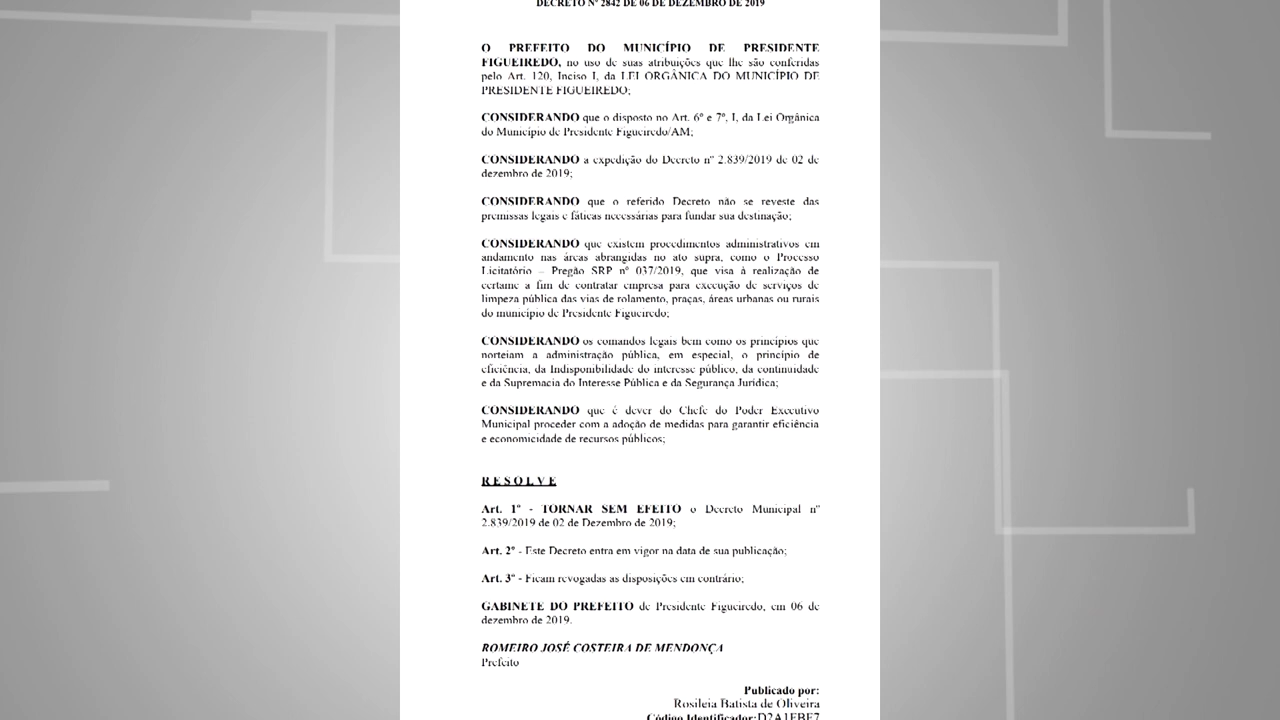 DECRETO Nº 2842 DE 06 DE DEZEMBRO DE 2019
O PREFEITO DO MUNICÍPIO DE PRESIDENTE
FIGUEIREDO, no uso de suas atribuições que lhe são conferidas
pelo Art. 120, Inciso I, da LEI ORGÂNICA DO MUNICÍPIO DE
PRESIDENTE FIGUEIREDO;
CONSIDERANDO que o disposto no Art. 6º e 7º, I, da Lei Orgânica
do Município de Presidente Figueiredo/AM;
CONSIDERANDO a expedição do Decreto nº 2.839/2019 de 02 de
dezembro de 2019;
CONSIDERANDO que o referido Decreto não se reveste das
premissas legais e fáticas necessárias para fundar sua destinação;
CONSIDERANDO que existem procedimentos administrativos em
andamento nas áreas abrangidas no ato supra, como o Processo
Licitatório – Pregão SRP nº 037/2019, que visa à realização de
certame a fim de contratar empresa para execução de serviços de
limpeza pública das vias de rolamento, praças, áreas urbanas ou rurais
do município de Presidente Figueiredo;
CONSIDERANDO os comandos legais bem como os princípios que
norteiam a administração pública, em especial, o princípio de
eficiência, da Indisponibilidade do interesse público, da continuidade
e da Supremacia do Interesse Pública e da Segurança Jurídica;
CONSIDERANDO que é dever do Chefe do Poder Executivo
Municipal proceder com a adoção de medidas para garantir eficiência
e economicidade de recursos públicos;
R E S O L V E
Art. 1º - TORNAR SEM EFEITO o Decreto Municipal nº
2.839/2019 de 02 de Dezembro de 2019;
Art. 2º - Este Decreto entra em vigor na data de sua publicação;
Art. 3º - Ficam revogadas as disposições em contrário;
GABINETE DO PREFEITO de Presidente Figueiredo, em 06 de
dezembro de 2019.
ROMEIRO JOSÉ COSTEIRA DE MENDONÇA
Prefeito
Publicado por:
Rosileia Batista de Oliveira
Código Identificador:D2A1FBF7